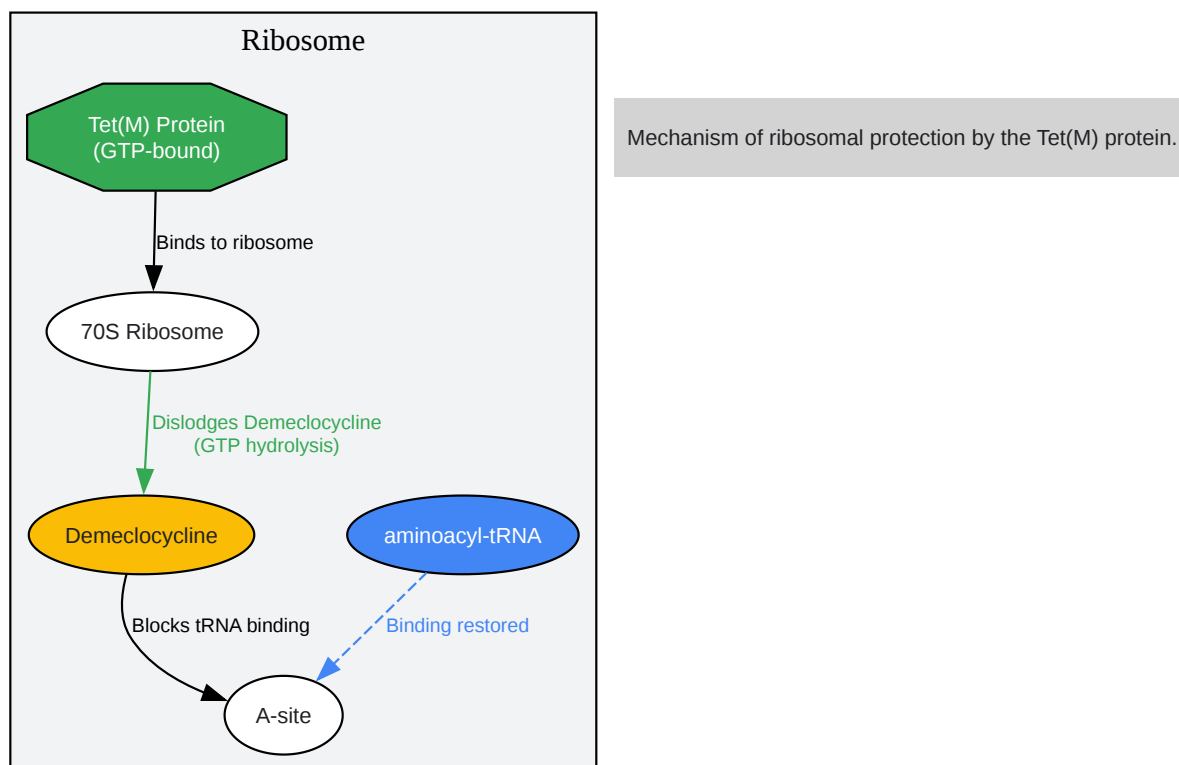 Ribosome
Tet(M) Protein
(GTP-bound)
Mechanism of ribosomal protection by the Tet(M) protein.
Binds to ribosome
70S Ribosome
Dislodges Demeclocycline
(GTP hydrolysis)
Demeclocycline
aminoacyl-tRNA
Blocks tRNA binding
Binding restored
A-site